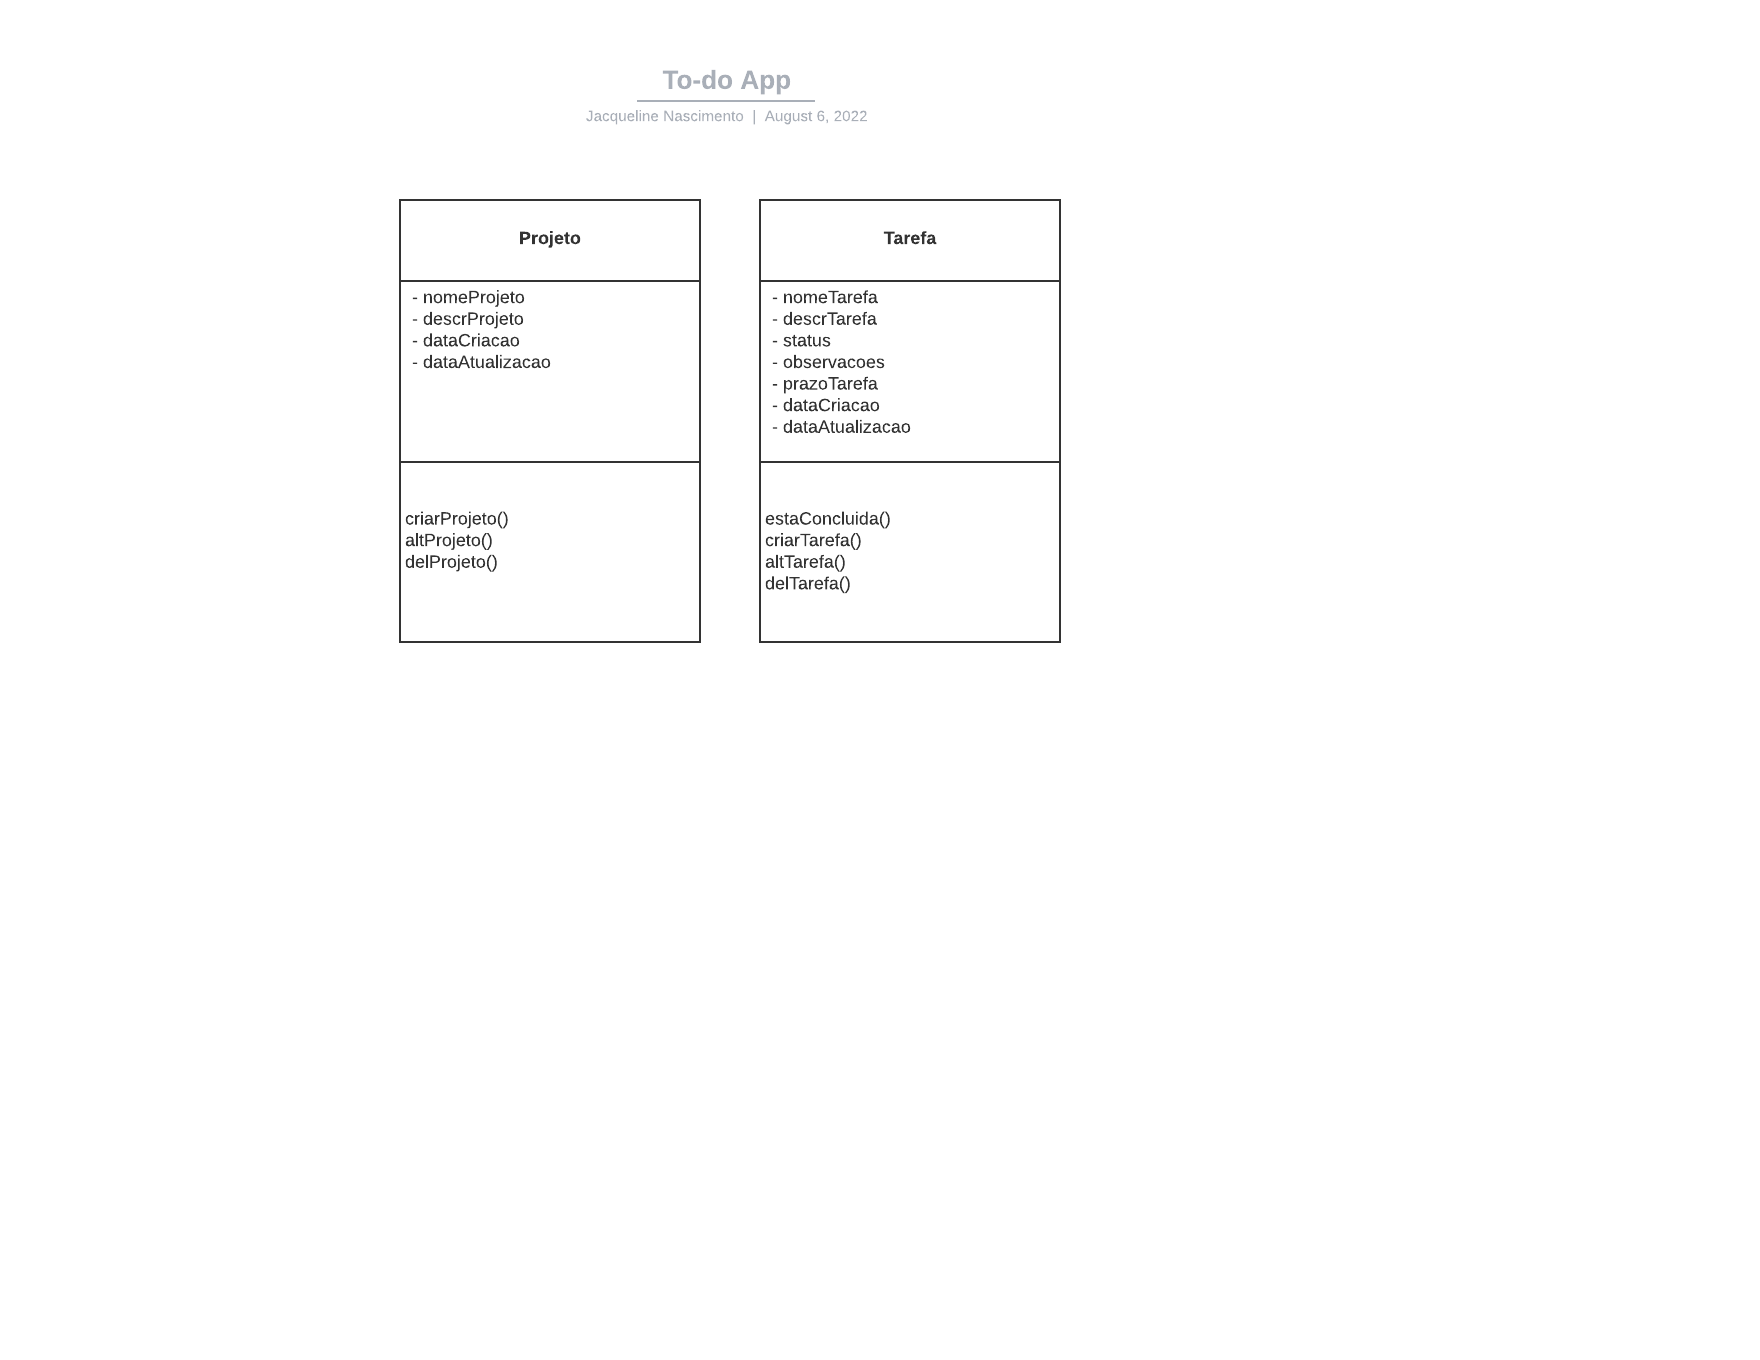 To-do App
Jacqueline Nascimento | August 6, 2022
Projeto
- nomeProjeto
- descrProjeto
- dataCriacao
- dataAtualizacao
criarProjeto()
altProjeto()
delProjeto()
Tarefa
- nomeTarefa
- descrTarefa
- status
- observacoes
- prazoTarefa
- dataCriacao
- dataAtualizacao
estaConcluida()
criarTarefa()
altTarefa()
delTarefa()